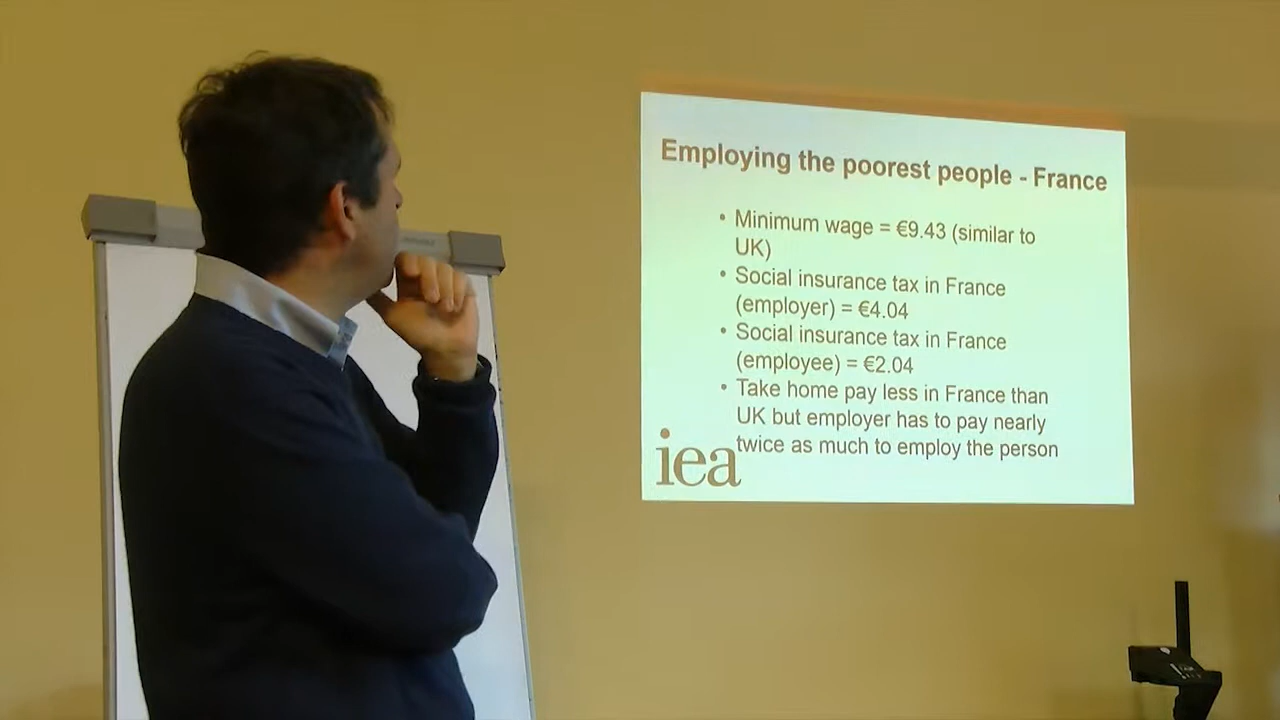 Employing the poorest people - France
• Minimum wage = €9.43 (similar to
UK)
• Social insurance tax in France
(employer) = €4.04
• Social insurance tax in France
(employee) = €2.04
• Take home pay less in France than
UK but employer has to pay nearly
twice as much to employ the person
iea